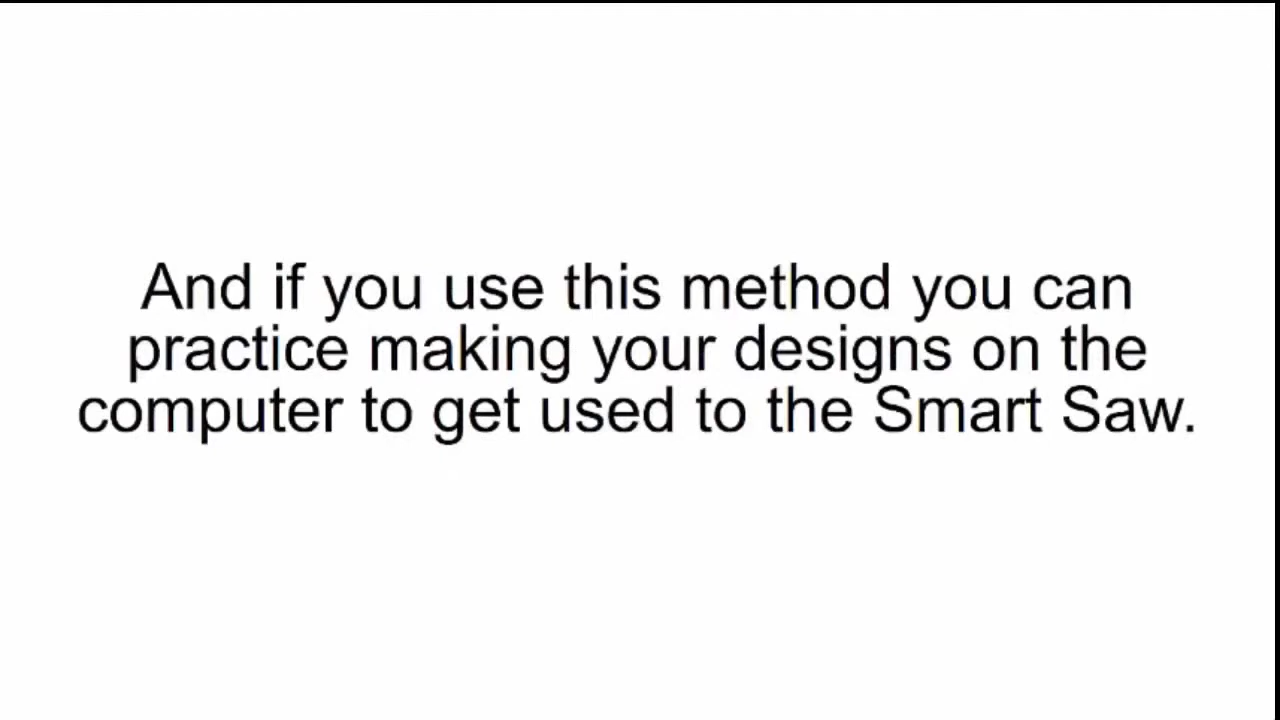 And if you use this method you can
practice making your designs on the
computer to get used to the Smart Saw.